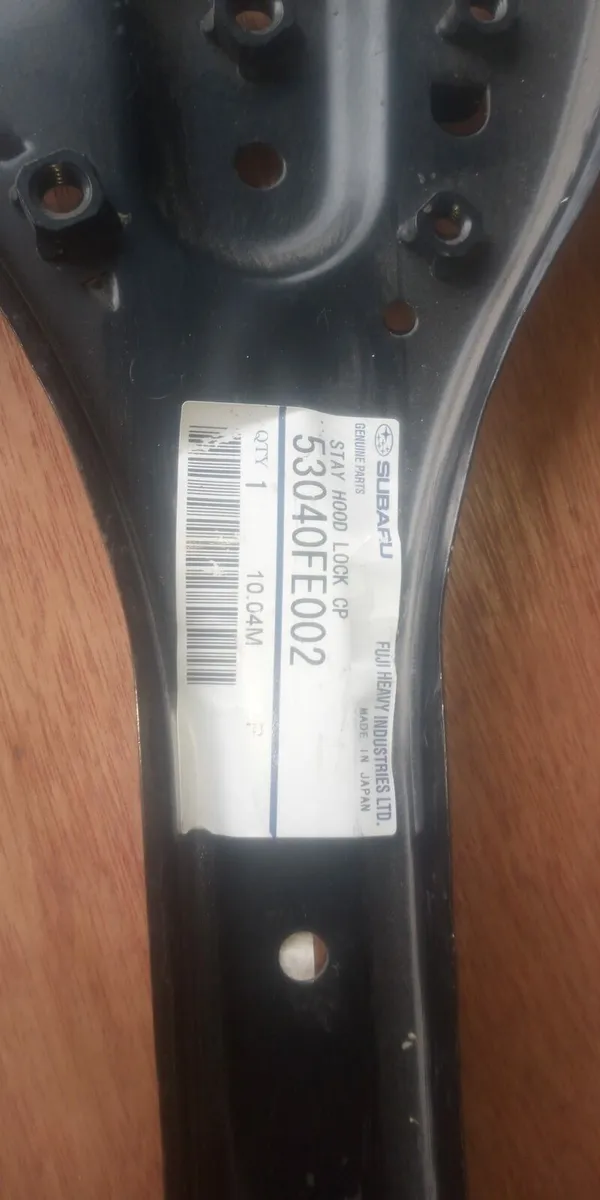 SUBARU
GENUINE PARTS
FUJI HEAVY INDUSTRIES LTD.
MADE IN JAPAN
STAY HOOD LOCK CP
53040FE002
QTY 1 10.04M